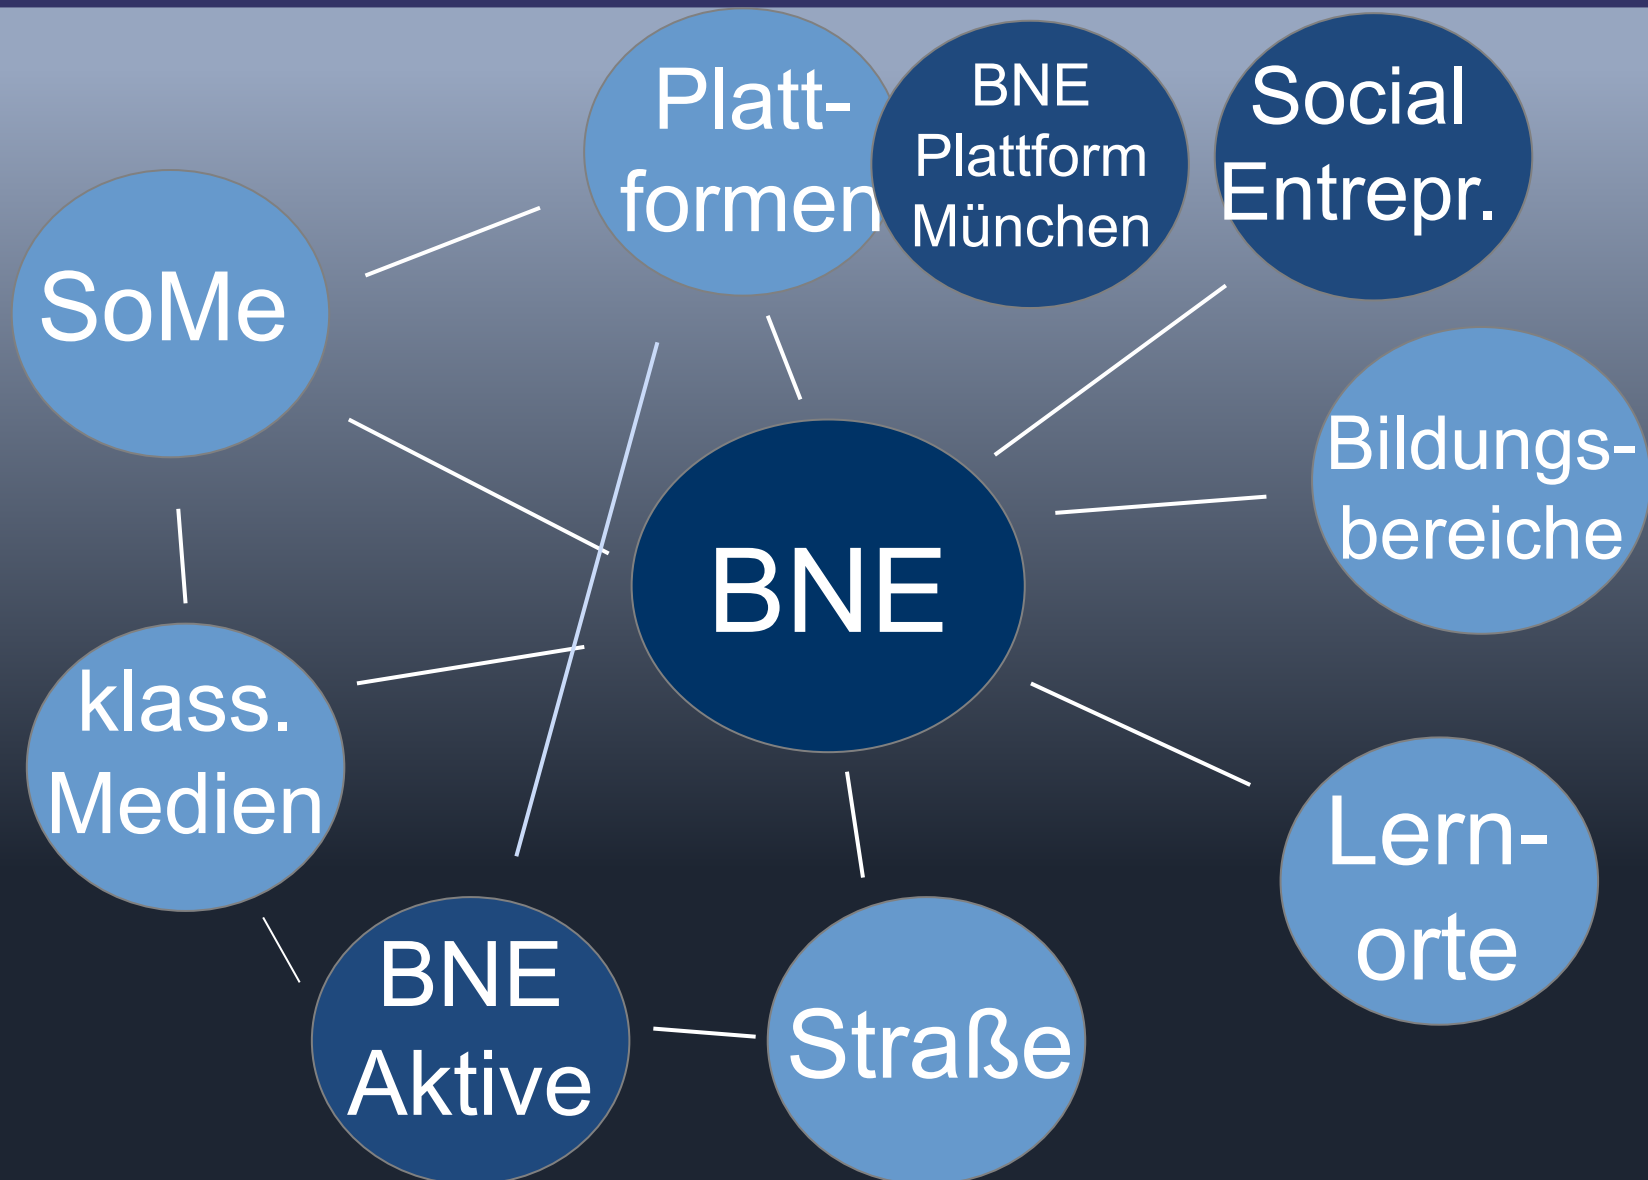 Platt-
formen
BNE
Plattform
München
Social
Entrepr.
SoMe
Bildungs-
bereiche
BNE
klass.
Medien
Lern-
orte
BNE
Aktive
Straße